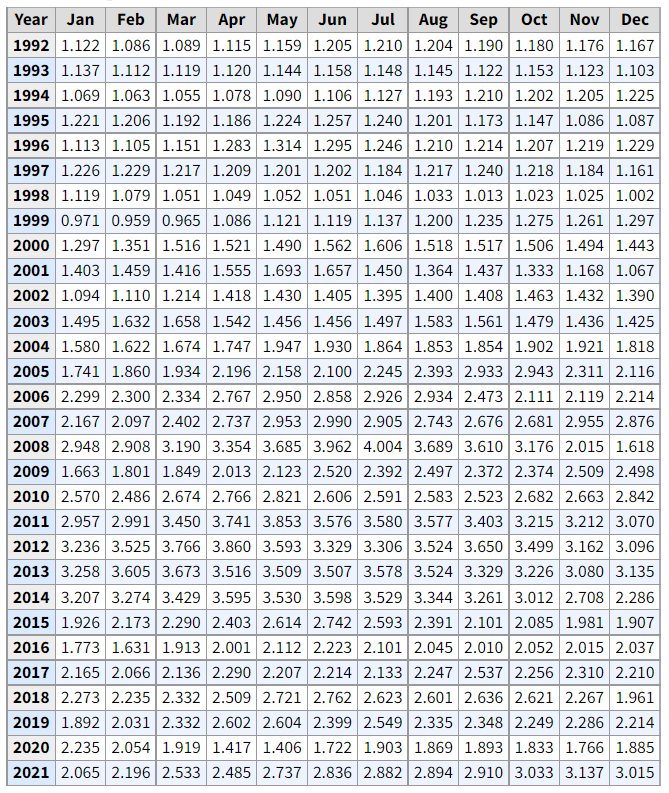 Year Jan Feb Mar Apr May Jun Jul Aug Sep Oct Nov Dec
1992 1.122 1.086 1.089 1.115 1.159 1.205 1.210 1.204 1.190 1.180 1.176 1.167
1993 1.137 1.112 1.119 1.120 1.144 1.158 1.148 1.145 1.122 1.153 1.123 1.103
1994 1.069 1.063 1.055 1.078 1.090 1.106 1.127 1.193 1.210 1.202 1.205 1.225
1995 1.221 1.206 1.192 1.186 1.224 1.257 1.240 1.201 1.173 1.147 1.086 1.087
1996 1.113 1.105 1.151 1.283 1.314 1.295 1.246 1.210 1.214 1.207 1.219 1.229
1997 1.226 1.229 1.217 1.209 1.201 1.202 1.184 1.217 1.240 1.218 1.184 1.161
1998 1.119 1.079 1.051 1.049 1.052 1.051 1.046 1.033 1.013 1.023 1.025 1.002
1999 0.971 0.959 0.965 1.086 1.121 1.119 1.137 1.200 1.235 1.275 1.261 1.297
2000 1.297 1.351 1.516 1.521 1.490 1.562 1.606 1.518 1.517 1.506 1.494 1.443
2001 1.403 1.459 1.416 1.555 1.693 1.657 1.450 1.364 1.437 1.333 1.168 1.067
2002 1.094 1.110 1.214 1.418 1.430 1.405 1.395 1.400 1.408 1.463 1.432 1.390
2003 1.495 1.632 1.658 1.542 1.456 1.456 1.497 1.583 1.561 1.479 1.436 1.425
2004 1.580 1.622 1.674 1.747 1.947 1.930 1.864 1.853 1.854 1.902 1.921 1.818
2005 1.741 1.860 1.934 2.196 2.158 2.100 2.245 2.393 2.933 2.943 2.311 2.116
2006 2.299 2.300 2.334 2.767 2.950 2.858 2.926 2.934 2.473 2.111 2.119 2.214
2007 2.167 2.097 2.402 2.737 2.953 2.990 2.905 2.743 2.676 2.681 2.955 2.876
2008 2.948 2.908 3.190 3.354 3.685 3.962 4.004 3.689 3.610 3.176 2.015 1.618
2009 1.663 1.801 1.849 2.013 2.123 2.520 2.392 2.497 2.372 2.374 2.509 2.498
2010 2.570 2.486 2.674 2.766 2.821 2.606 2.591 2.583 2.523 2.682 2.663 2.842
2011 2.957 2.991 3.450 3.741 3.853 3.576 3.580 3.577 3.403 3.215 3.212 3.070
2012 3.236 3.525 3.766 3.860 3.593 3.329 3.306 3.524 3.650 3.499 3.162 3.096
2013 3.258 3.605 3.673 3.516 3.509 3.507 3.578 3.524 3.329 3.226 3.080 3.135
2014 3.207 3.274 3.429 3.595 3.530 3.598 3.529 3.344 3.261 3.012 2.708 2.286
2015 1.926 2.173 2.290 2.403 2.614 2.742 2.593 2.391 2.101 2.085 1.981 1.907
2016 1.773 1.631 1.913 2.001 2.112 2.223 2.101 2.045 2.010 2.052 2.015 2.037
2017 2.165 2.066 2.136 2.290 2.207 2.214 2.133 2.247 2.537 2.256 2.310 2.210
2018 2.273 2.235 2.332 2.509 2.721 2.762 2.623 2.601 2.636 2.621 2.267 1.961
2019 1.892 2.031 2.332 2.602 2.604 2.399 2.549 2.335 2.348 2.249 2.286 2.214
2020 2.235 2.054 1.919 1.417 1.406 1.722 1.903 1.869 1.893 1.833 1.766 1.885
2021 2.065 2.196 2.533 2.485 2.737 2.836 2.882 2.894 2.910 3.033 3.137 3.015